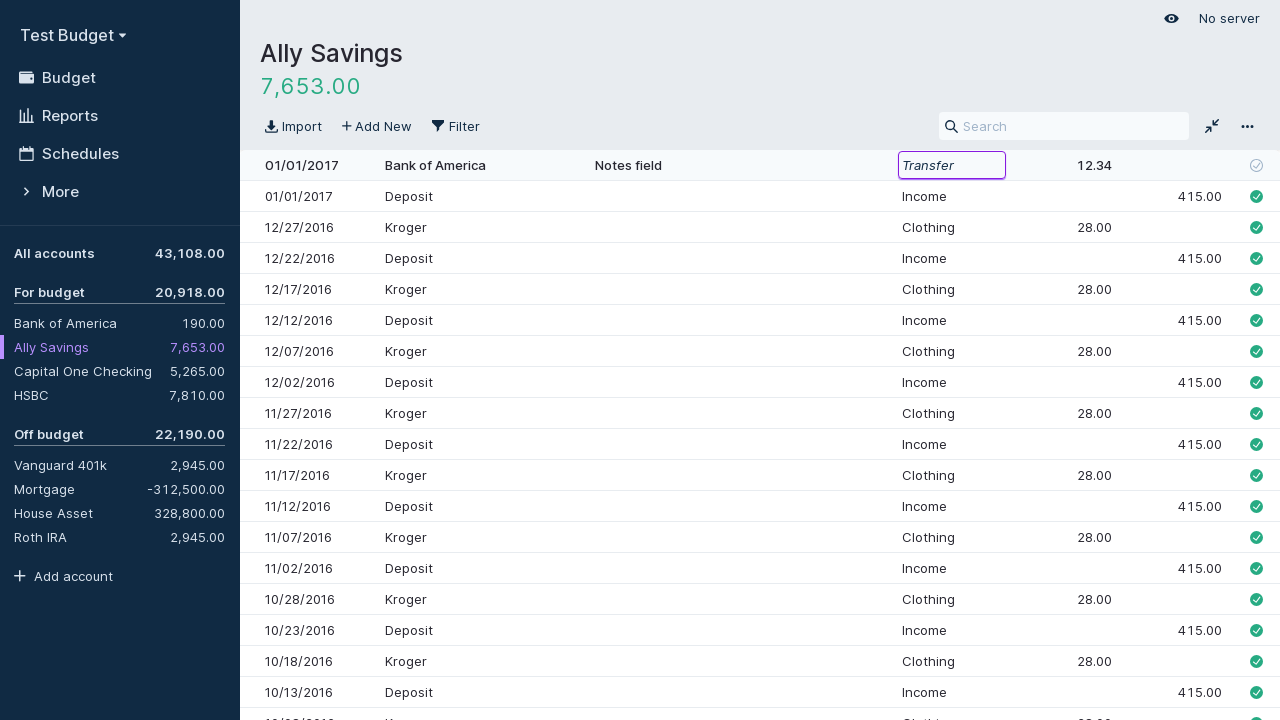 Test Budget
Budget
Reports
Schedules
More
All accounts 43,108.00
For budget 20,918.00
Bank of America 190.00
Ally Savings 7,653.00
Capital One Checking 5,265.00
HSBC 7,810.00
Off budget 22,190.00
Vanguard 401k 2,945.00
Mortgage -312,500.00
House Asset 328,800.00
Roth IRA 2,945.00
Add account
No server
Ally Savings
7,653.00
Import Add New Filter Search
01/01/2017 Bank of America Notes field Transfer 12.34
01/01/2017 Deposit Income 415.00
12/27/2016 Kroger Clothing 28.00
12/22/2016 Deposit Income 415.00
12/17/2016 Kroger Clothing 28.00
12/12/2016 Deposit Income 415.00
12/07/2016 Kroger Clothing 28.00
12/02/2016 Deposit Income 415.00
11/27/2016 Kroger Clothing 28.00
11/22/2016 Deposit Income 415.00
11/17/2016 Kroger Clothing 28.00
11/12/2016 Deposit Income 415.00
11/07/2016 Kroger Clothing 28.00
11/02/2016 Deposit Income 415.00
10/28/2016 Kroger Clothing 28.00
10/23/2016 Deposit Income 415.00
10/18/2016 Kroger Clothing 28.00
10/13/2016 Deposit Income 415.00